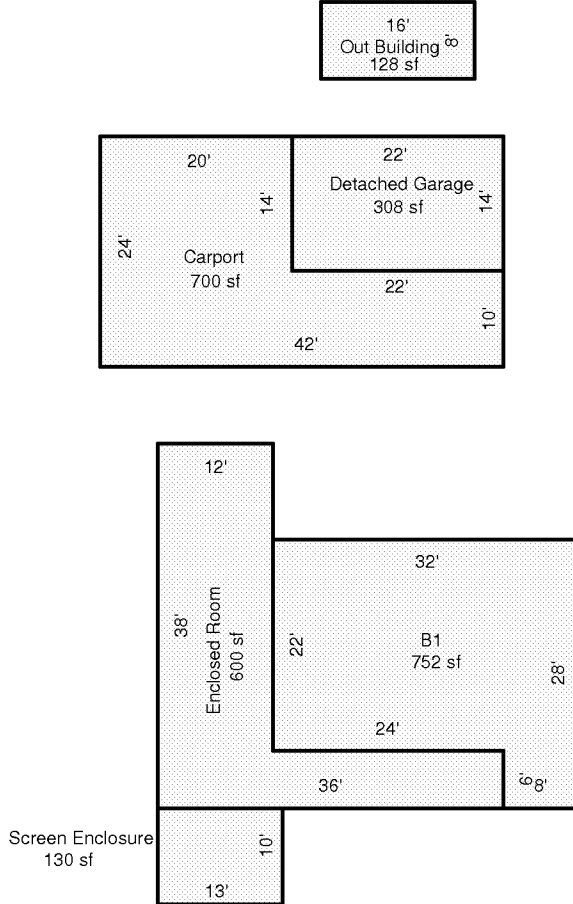 16'
Out Building 8'
128 sf
20'
22'
Detached Garage
308 sf
14'
14'
24'
Carport
700 sf
22'
10'
42'
12'
32'
38'
Enclosed Room
600 sf
22'
B1
752 sf
28'
24'
36'
6'
8'
Screen Enclosure
130 sf
10'
13'